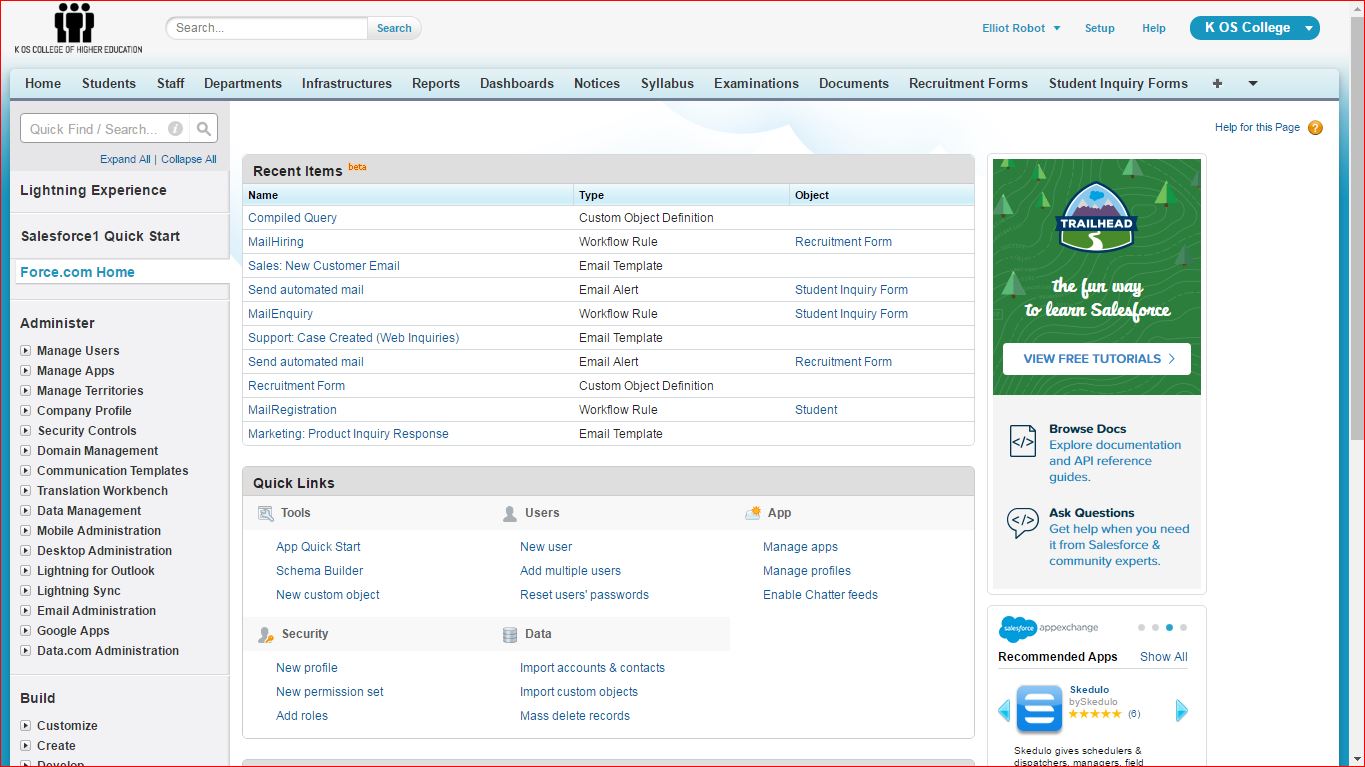 K OS COLLEGE OF HIGHER EDUCATION
Search... Search
Elliot Robot Setup Help K OS College
Home Students Staff Departments Infrastructures Reports Dashboards Notices Syllabus Examinations Documents Recruitment Forms Student Inquiry Forms +
Quick Find / Search... i
Expand All | Collapse All
Lightning Experience
Salesforce1 Quick Start
Force.com Home
Administer
Manage Users
Manage Apps
Manage Territories
Company Profile
Security Controls
Domain Management
Communication Templates
Translation Workbench
Data Management
Mobile Administration
Desktop Administration
Lightning for Outlook
Lightning Sync
Email Administration
Google Apps
Data.com Administration
Build
Customize
Create
Develop
Help for this Page ?
Recent Items beta
Name Type Object
Compiled Query Custom Object Definition
MailHiring Workflow Rule Recruitment Form
Sales: New Customer Email Email Template
Send automated mail Email Alert Student Inquiry Form
MailEnquiry Workflow Rule Student Inquiry Form
Support: Case Created (Web Inquiries) Email Template
Send automated mail Email Alert Recruitment Form
Recruitment Form Custom Object Definition
MailRegistration Workflow Rule Student
Marketing: Product Inquiry Response Email Template
Quick Links
Tools Users App
App Quick Start New user Manage apps
Schema Builder Add multiple users Manage profiles
New custom object Reset users' passwords Enable Chatter feeds
Security Data
New profile Import accounts & contacts
New permission set Import custom objects
Add roles Mass delete records
TRAILHEAD
the fun way
to learn Salesforce
VIEW FREE TUTORIALS
</> Browse Docs
Explore documentation
and API reference
guides.
</> Ask Questions
Get help when you need
it from Salesforce &
community experts.
salesforce appexchange
Recommended Apps Show All
Skedulo
bySkedulo
(6)
Skedulo gives schedulers &
dispatchers, managers, field